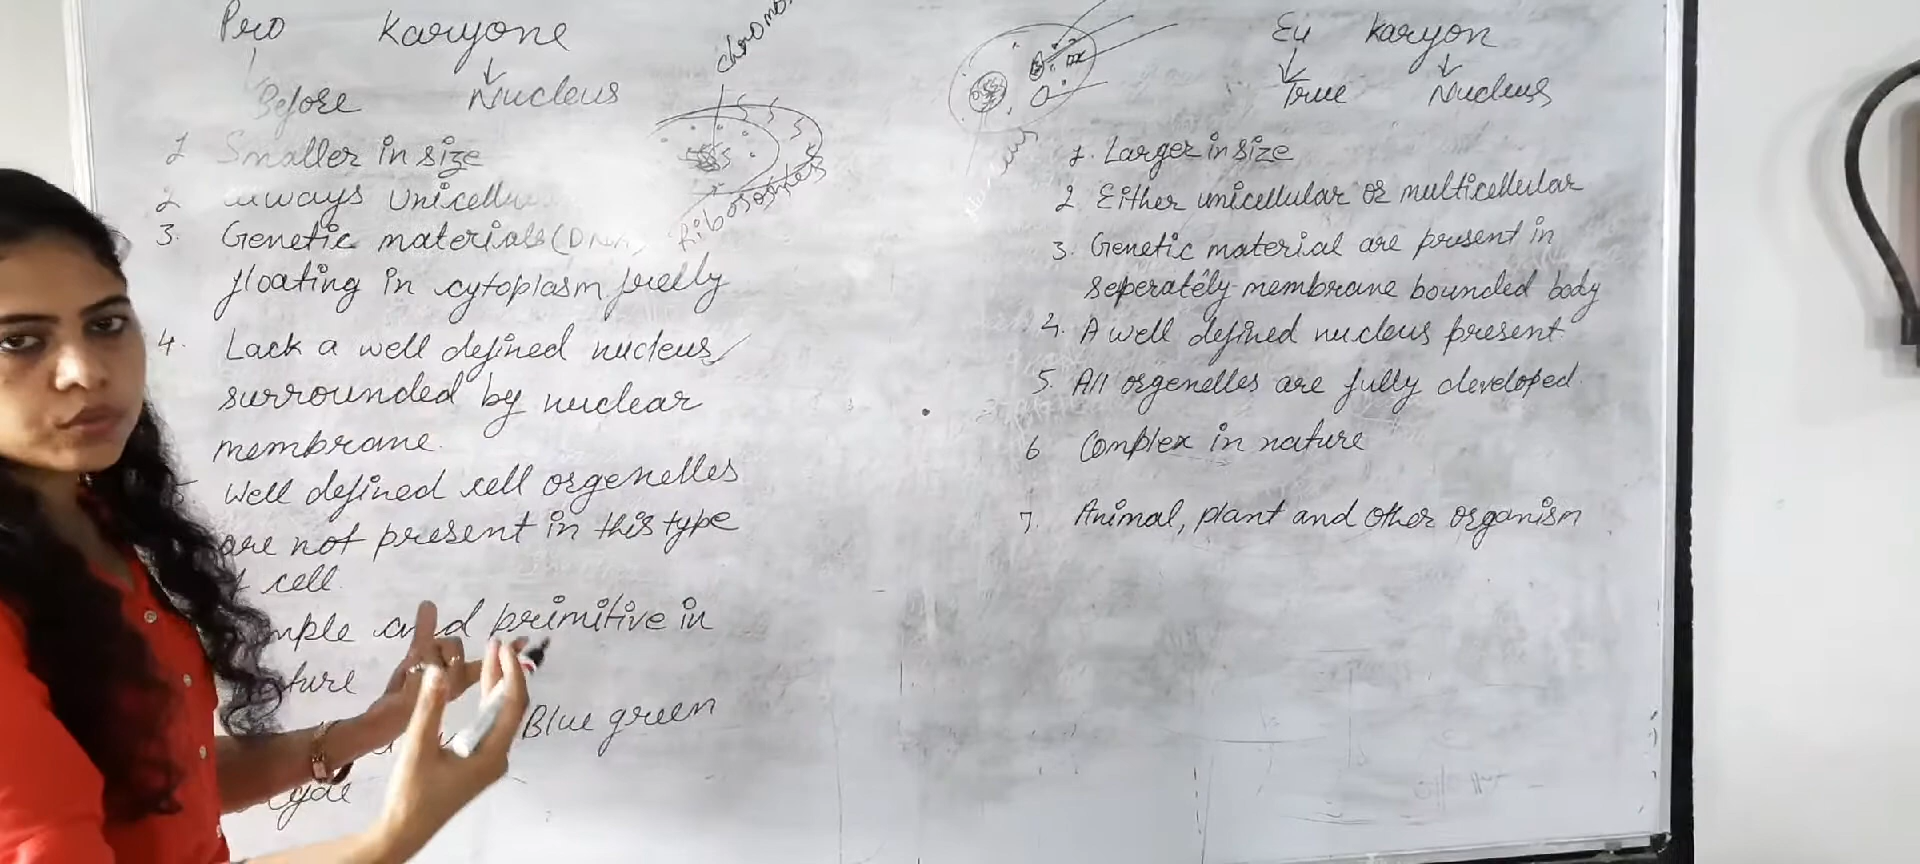 Pro Karyone
Before Nucleus
1 Smaller in size
2 always Unicellu
3. Genetic materials (DNA)
floating in cytoplasm frelly
4. Lack a well defined nucleus
surrounded by nuclear
membrane.
5. Well defined cell orgenelles
are not present in this type
cell.
and primitive in
Blue green
chromo
Ribosomes
Eu karyon
True Nucleus
1. Larger in size
2. Either unicellular or multicellular
3. Genetic material are present in
seperately membrane bounded body
4. A well defined nucleus present
5. All orgenelles are fully developed.
6 Complex in nature
7. Animal, plant and other organism